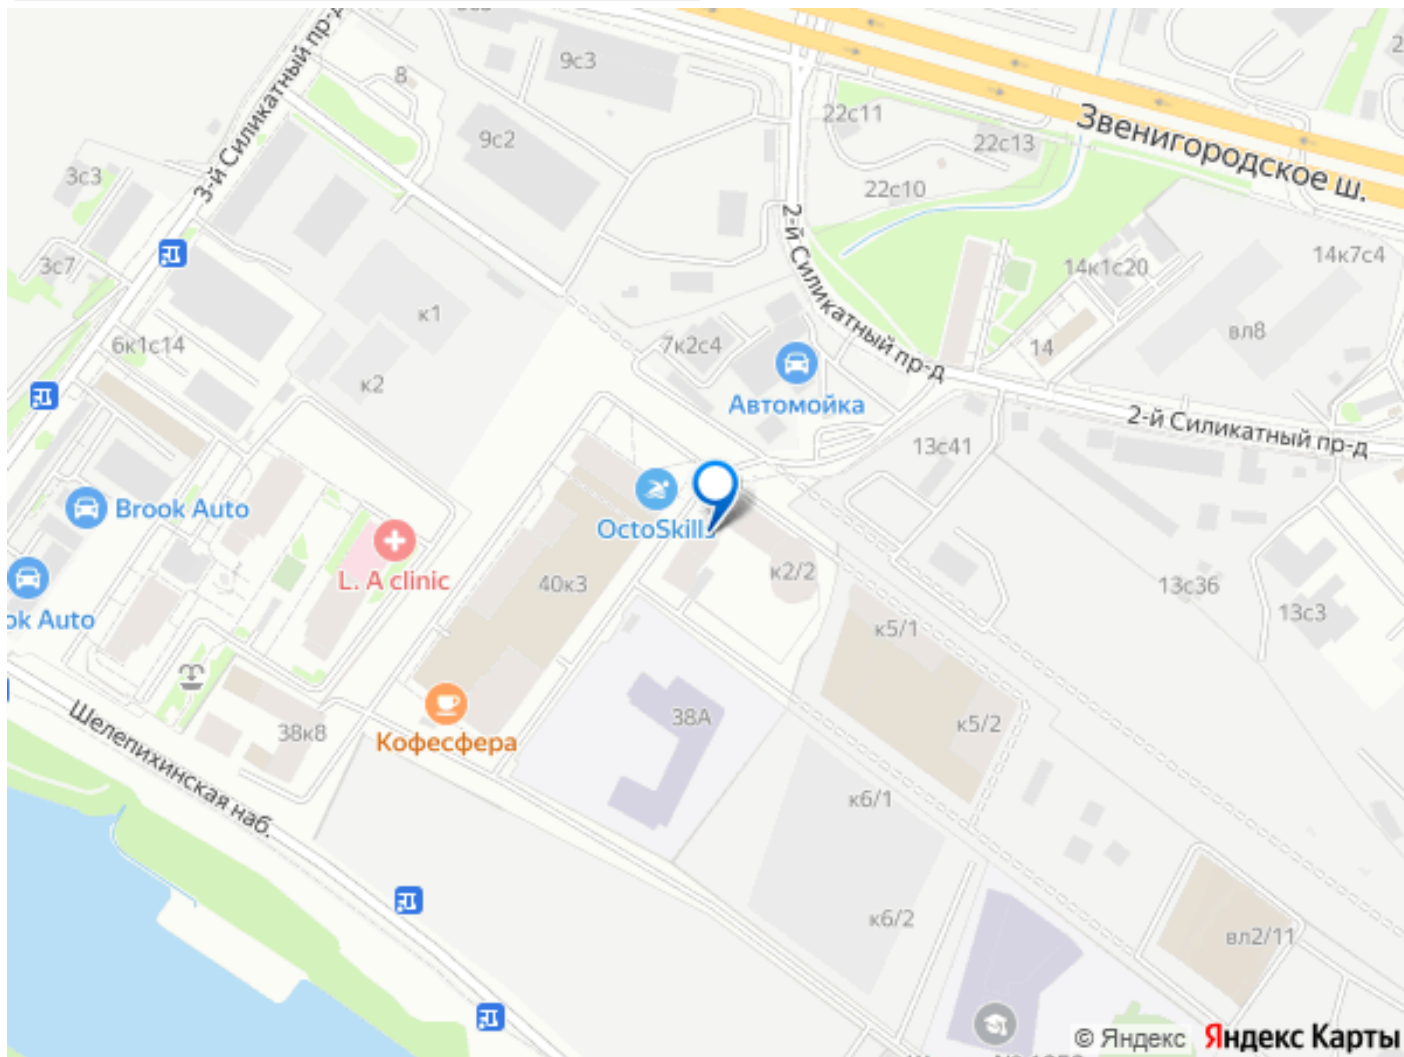 3-й Силикатный пр-д
9с3
8
9с2
22с11
Звенигородское ш.
22с13
3с3
22с10
2-й Силикатный пр-д
3с7
14к1с20
14к7с4
к1
6к1с14
7к2с4
14
вл8
к2
Автомойка
2-й Силикатный пр-д
13с41
Brook Auto
OctoSkills
L. A clinic
40к3
к2/2
13с36
ok Auto
13с3
к5/1
Шелепихинская наб.
38к8
Кофесфера
38А
к5/2
к6/1
к6/2
вл2/11
© Яндекс Яндекс Карты